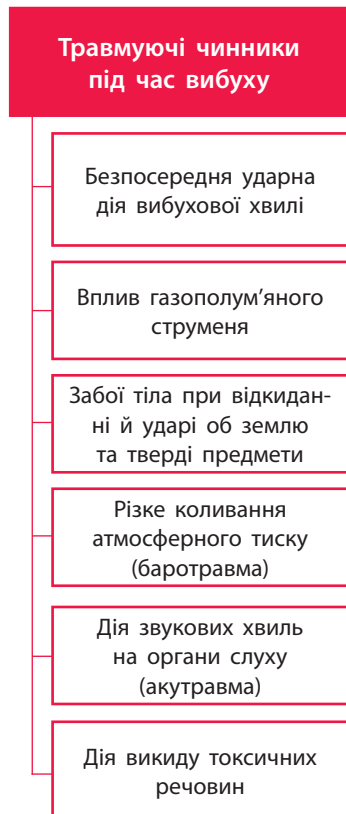 Травмуючі чинники
під час вибуху
Безпосередня ударна
дія вибухової хвилі
Вплив газополум’яного
струменя
Забої тіла при відкидан-
ні й ударі об землю
та тверді предмети
Різке коливання
атмосферного тиску
(баротравма)
Дія звукових хвиль
на органи слуху
(акутравма)
Дія викиду токсичних
речовин